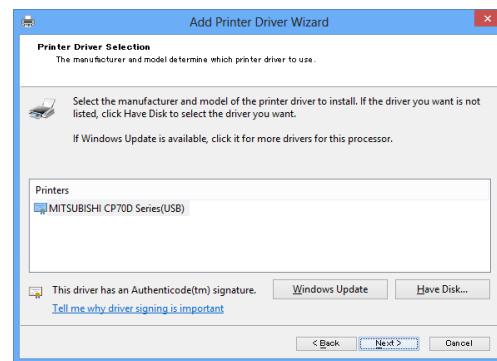 Add Printer Driver Wizard
Printer Driver Selection
The manufacturer and model determine which printer driver to use.
Select the manufacturer and model of the printer driver to install. If the driver you want is not
listed, click Have Disk to select the driver you want.
If Windows Update is available, click it for more drivers for this processor.
Printers
MITSUBISHI CP70D Series(USB)
This driver has an Authenticode(tm) signature.
Windows Update
Have Disk...
Tell me why driver signing is important
< Back
Next >
Cancel